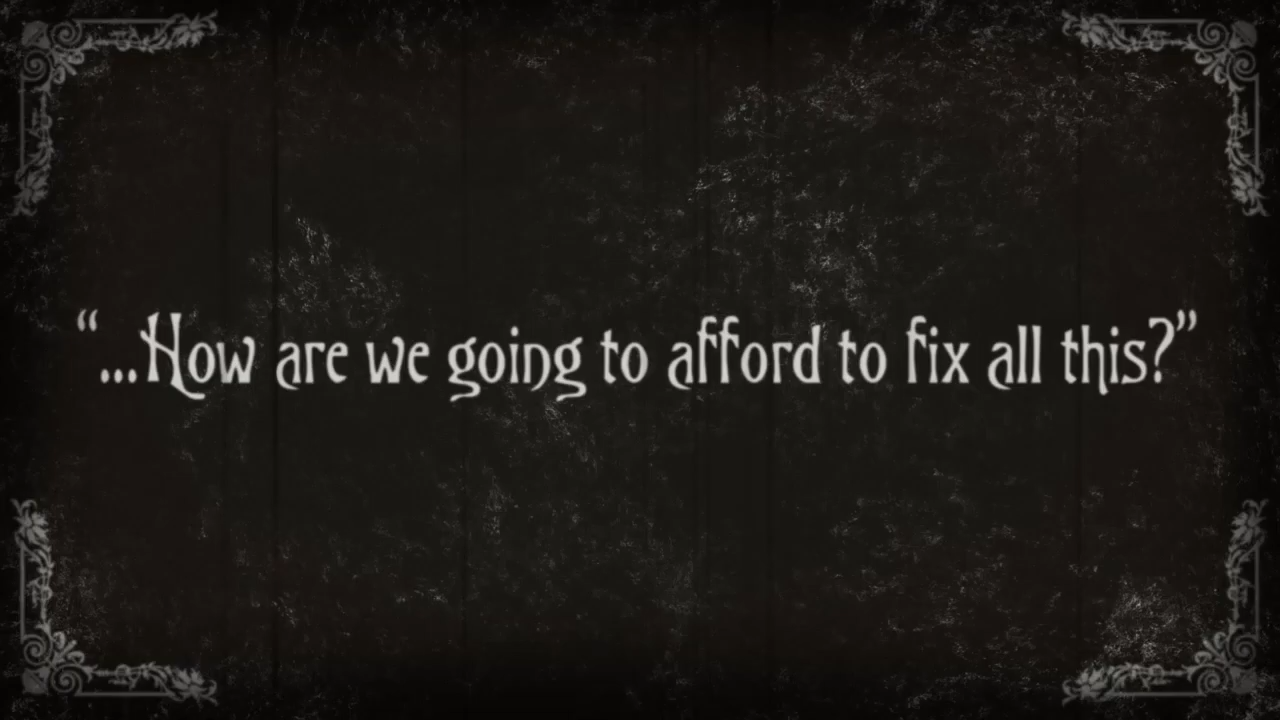 “...How are we going to afford to fix all this?”